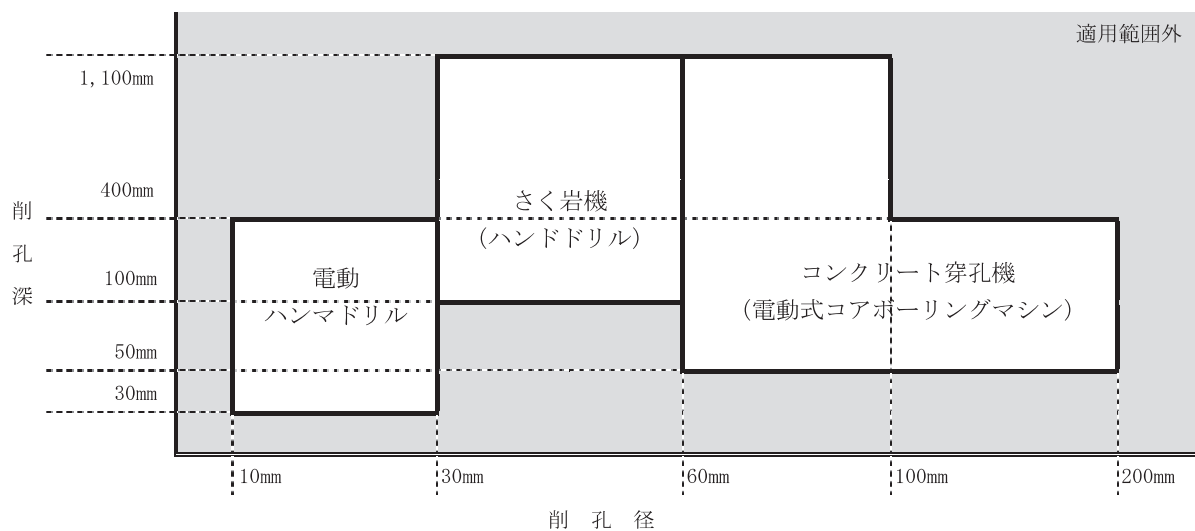 適用範囲外
1,100mm
400mm
100mm
50mm
30mm
削孔深
さく岩機
(ハンドドリル)
電動
ハンマドリル
コンクリート穿孔機
(電動式コアボーリングマシン)
10mm
30mm
60mm
100mm
200mm
削孔径